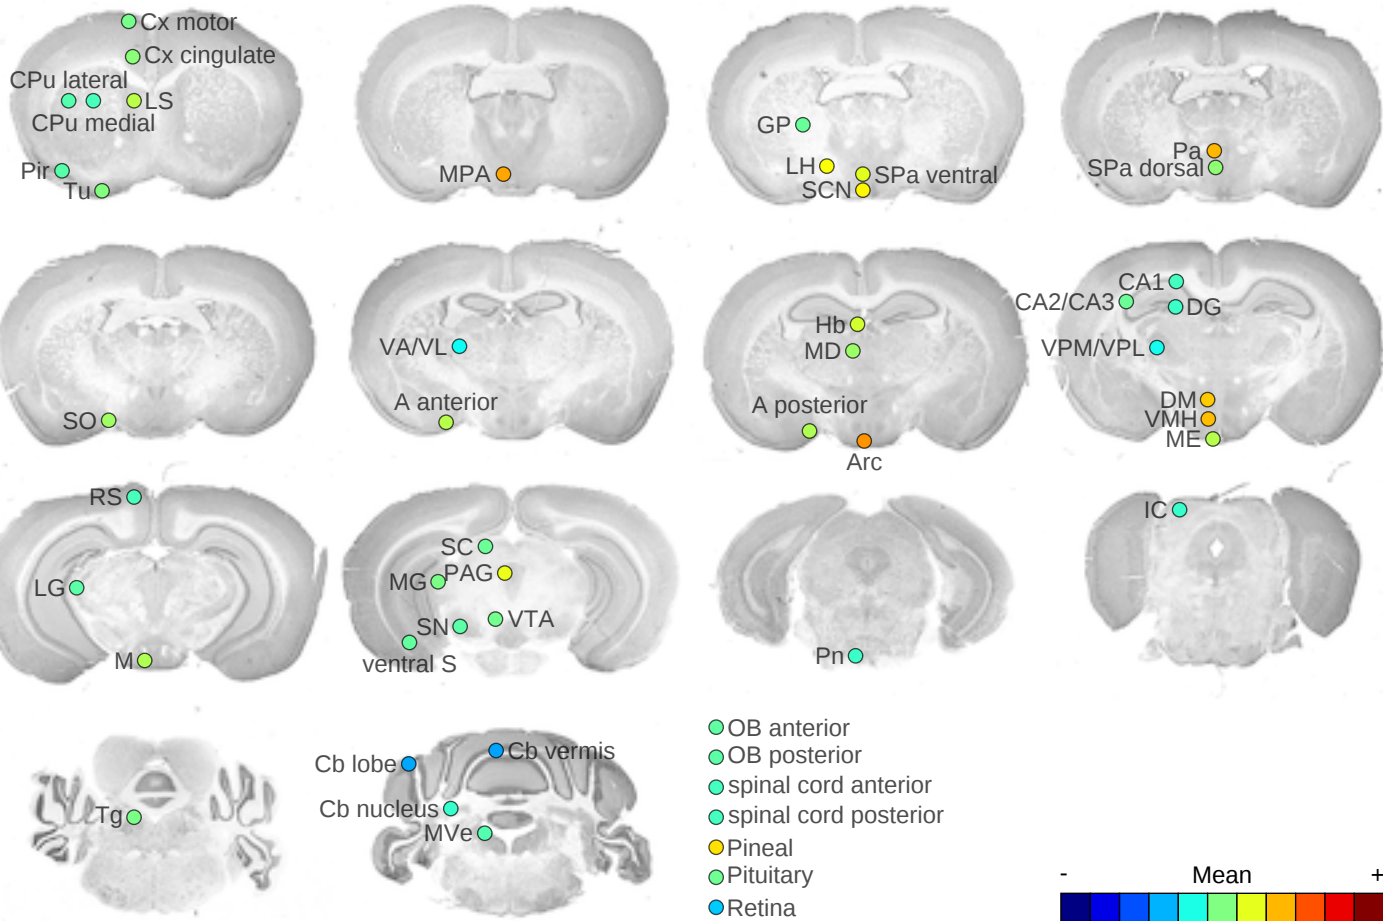 Cx motor
Cx cingulate
CPu lateral
LS
CPu medial
Pir
Tu
MPA
GP
LH
SPa ventral
SCN
Pa
SPa dorsal
SO
VA/VL
A anterior
Hb
MD
A posterior
Arc
CA1
CA2/CA3
DG
VPM/VPL
DM
VMH
ME
RS
LG
M
SC
MG
PAG
SN
VTA
ventral S
Pn
IC
Tg
Cb lobe
Cb vermis
Cb nucleus
MVe
OB anterior
OB posterior
spinal cord anterior
spinal cord posterior
Pineal
Pituitary
Retina
- Mean +